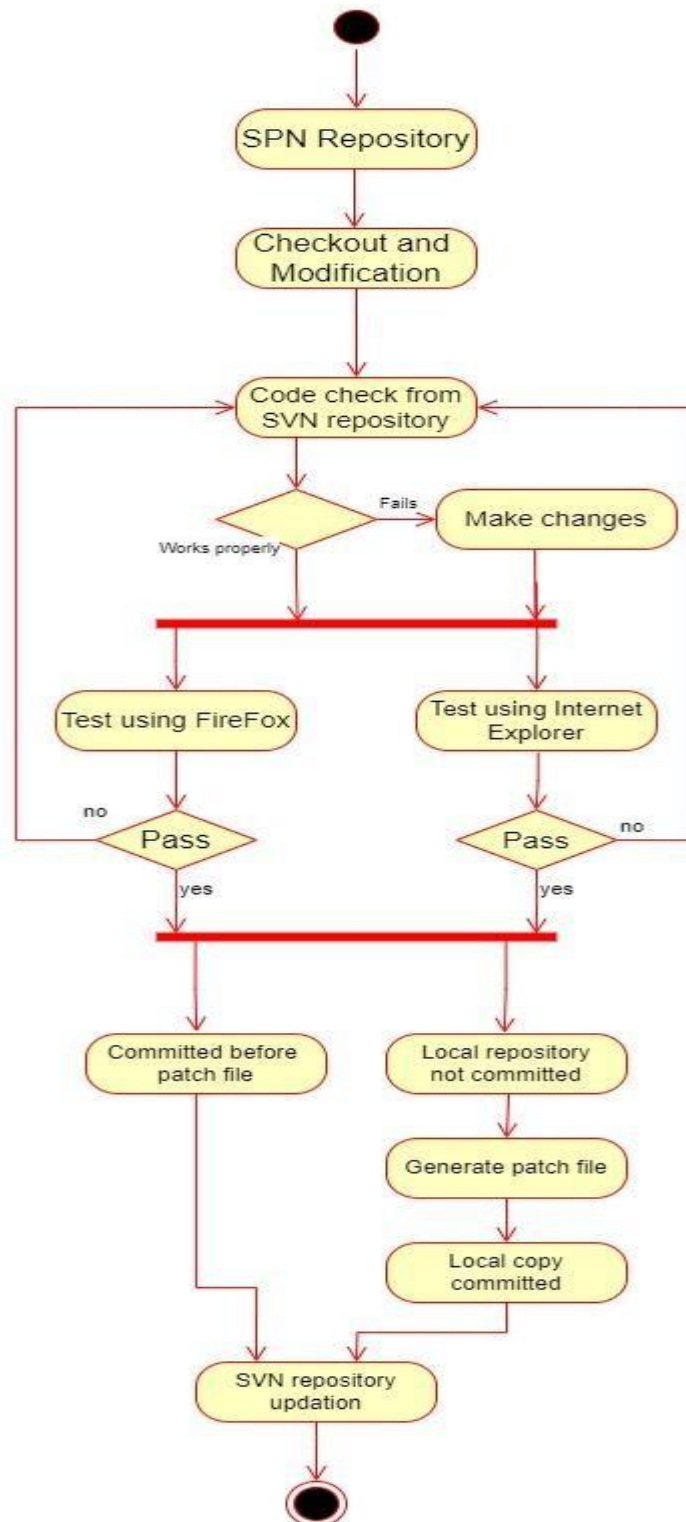 SPN Repository
Checkout and
Modification
Code check from
SVN repository
Fails
Make changes
Works properly
Test using FireFox
Test using Internet
Explorer
no
Pass
yes
Pass
no
yes
Committed before
patch file
Local repository
not committed
Generate patch file
Local copy
committed
SVN repository
updation